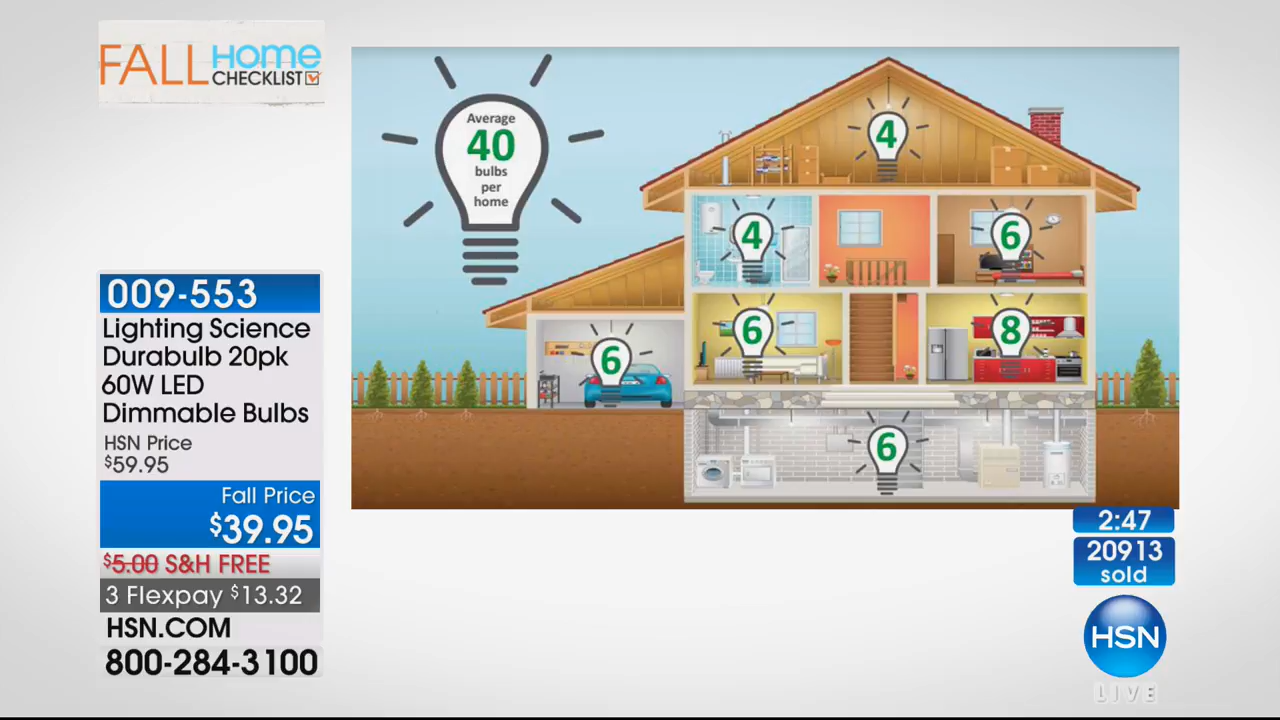 FALL Home
CHECKLIST
Average
40
bulbs
per
home
4
4
6
6
6
8
6
009-553
Lighting Science
Durabulb 20pk
60W LED
Dimmable Bulbs
HSN Price
$59.95
Fall Price
$39.95
$5.00 S&H FREE
3 Flexpay $13.32
HSN.COM
800-284-3100
2:47
20913
sold
HSN
LIVE